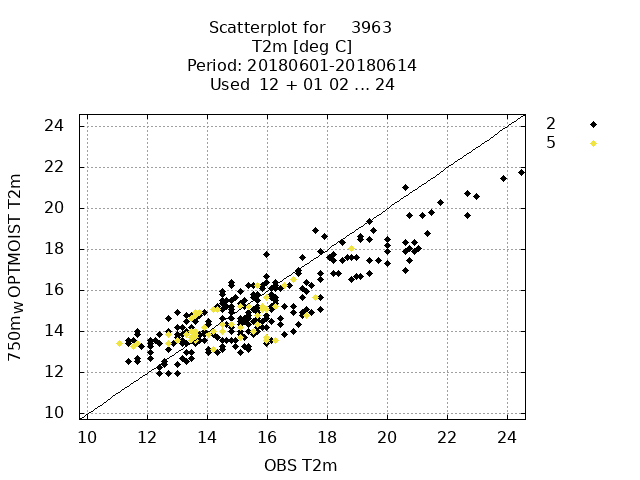 Scatterplot for 3963
T2m [deg C]
Period: 20180601-20180614
Used 12 + 01 02 ... 24
2
5
24
22
20
18
16
14
12
10
750mW OPTMOIST T2m
10 12 14 16 18 20 22 24
OBS T2m